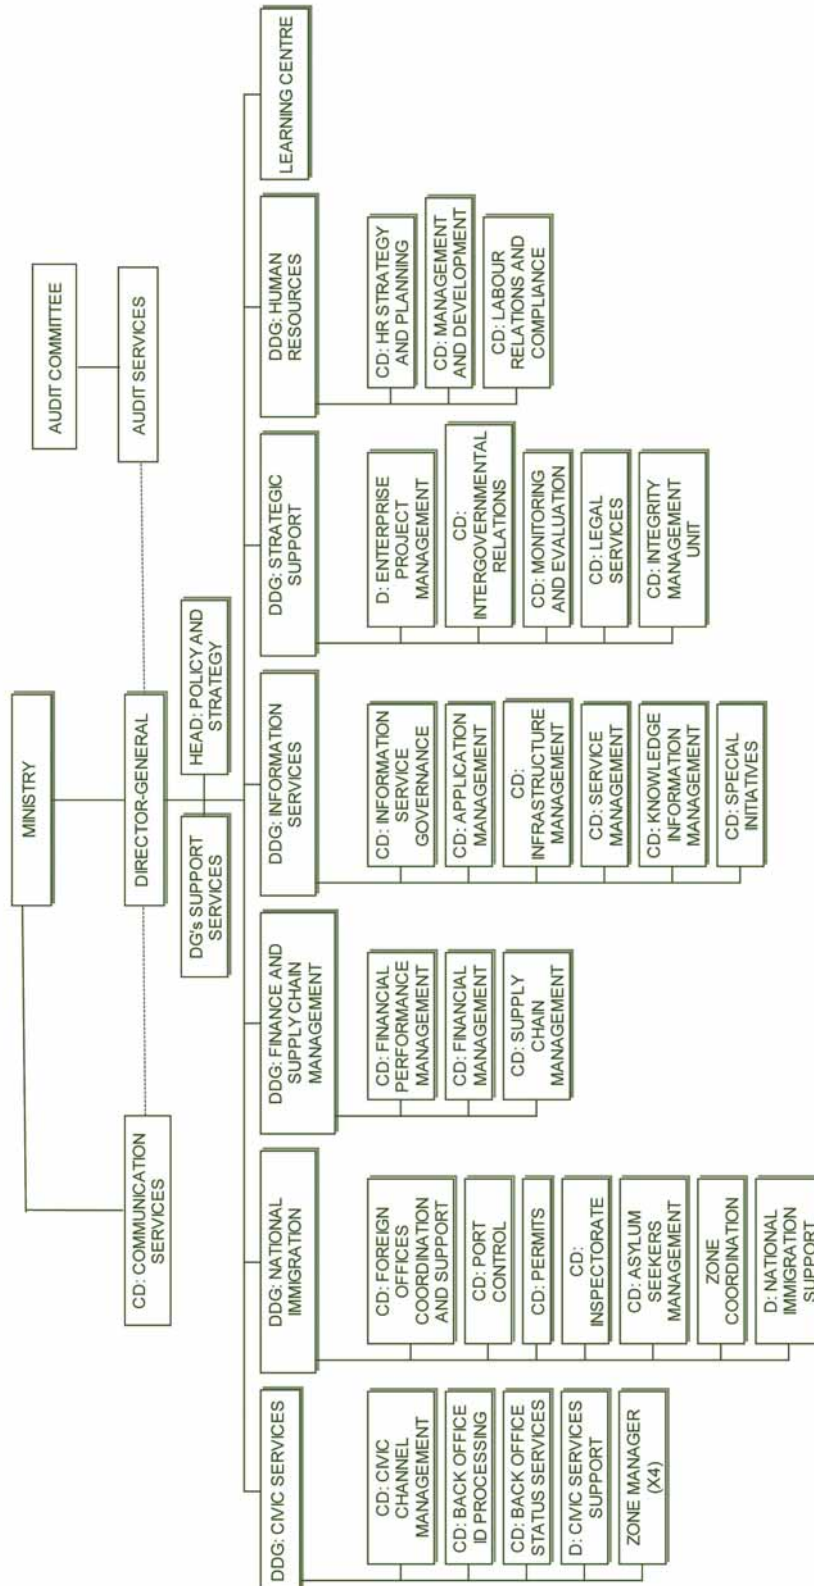 MINISTRY
AUDIT COMMITTEE
CD: COMMUNICATION
SERVICES
DIRECTOR-GENERAL
AUDIT SERVICES
DG's SUPPORT
SERVICES
HEAD: POLICY AND
STRATEGY
DDG: CIVIC SERVICES
CD: CIVIC
CHANNEL
MANAGEMENT
CD: BACK OFFICE
ID PROCESSING
CD: BACK OFFICE
STATUS SERVICES
D: CIVIC SERVICES
SUPPORT
ZONE MANAGER
(X4)
DDG: NATIONAL
IMMIGRATION
CD: FOREIGN
OFFICES
COORDINATION
AND SUPPORT
CD: PORT
CONTROL
CD: PERMITS
CD:
INSPECTORATE
CD: ASYLUM
SEEKERS
MANAGEMENT
ZONE
COORDINATION
D: NATIONAL
IMMIGRATION
SUPPORT
DDG: FINANCE AND
SUPPLY CHAIN
MANAGEMENT
CD: FINANCIAL
PERFORMANCE
MANAGEMENT
CD: FINANCIAL
MANAGEMENT
CD: SUPPLY
CHAIN
MANAGEMENT
DDG: INFORMATION
SERVICES
CD: INFORMATION
SERVICE
GOVERNANCE
CD: APPLICATION
MANAGEMENT
CD:
INFRASTRUCTURE
MANAGEMENT
CD: SERVICE
MANAGEMENT
CD: KNOWLEDGE
INFORMATION
MANAGEMENT
CD: SPECIAL
INITIATIVES
DDG: STRATEGIC
SUPPORT
D: ENTERPRISE
PROJECT
MANAGEMENT
CD:
INTERGOVERNMENTAL
RELATIONS
CD: MONITORING
AND EVALUATION
CD: LEGAL
SERVICES
CD: INTEGRITY
MANAGEMENT
UNIT
DDG: HUMAN
RESOURCES
CD: HR STRATEGY
AND PLANNING
CD: MANAGEMENT
AND DEVELOPMENT
CD: LABOUR
RELATIONS AND
COMPLIANCE
LEARNING CENTRE